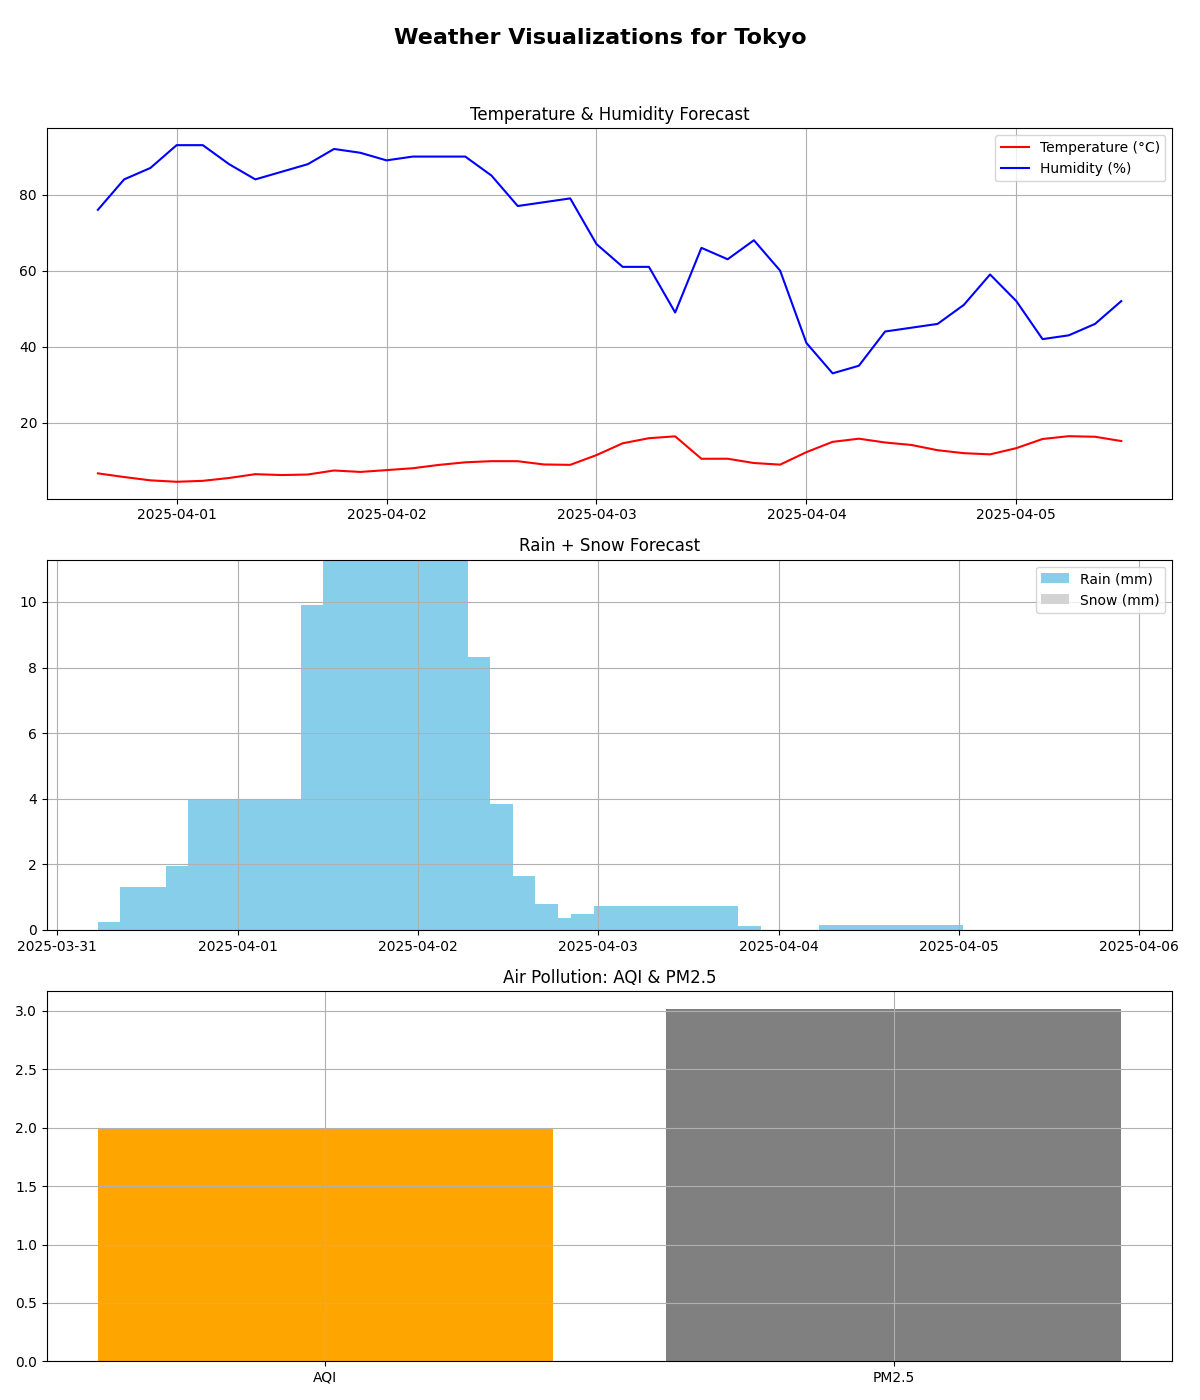 Weather Visualizations for Tokyo
Temperature & Humidity Forecast
Temperature (°C)
Humidity (%)
80
60
40
20
2025-04-01 2025-04-02 2025-04-03 2025-04-04 2025-04-05
Rain + Snow Forecast
Rain (mm)
Snow (mm)
10
8
6
4
2
0
2025-03-31 2025-04-01 2025-04-02 2025-04-03 2025-04-04 2025-04-05 2025-04-06
Air Pollution: AQI & PM2.5
3.0
2.5
2.0
1.5
1.0
0.5
0.0
AQI PM2.5